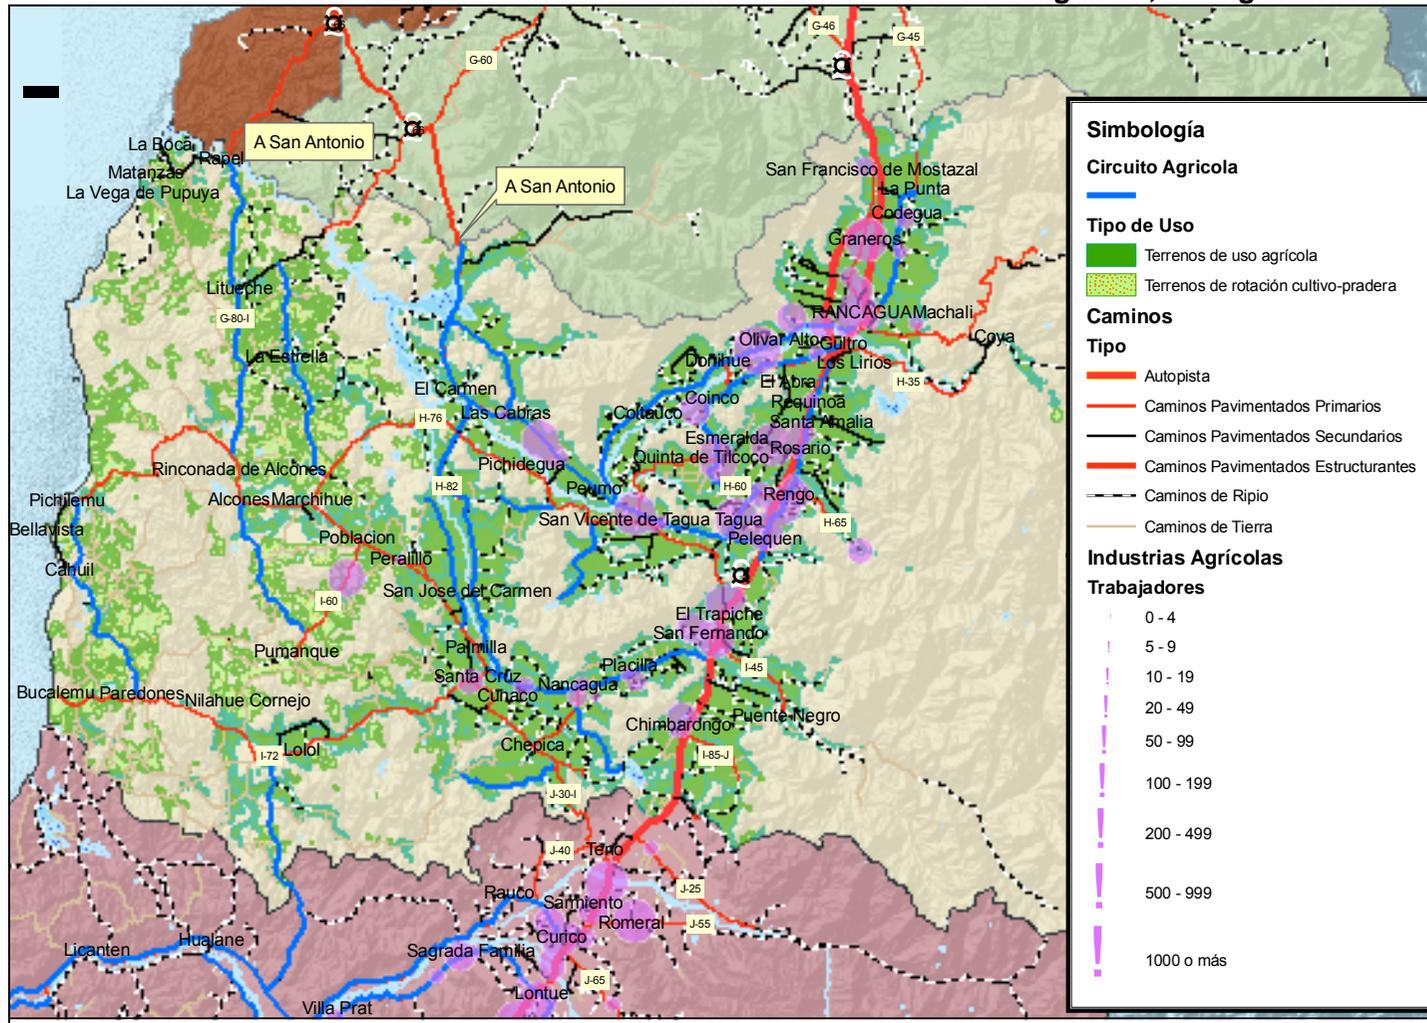 G-46
G-45
G-60
A San Antonio
La Boca
Rapel
Matanzas
La Vega de Pupuya
A San Antonio
San Francisco de Mostazal
La Punta
Codegua
Graneros
Litueche
G-80-I
RANCAGUA
Machali
Olivar Alto
Gultro
Coya
La Estrella
Doñihue
Los Lirios
El Carmen
El Abra
H-35
Coinco
Requinoa
H-76
Las Cabras
Coltauco
Santa Amalia
Esmeralda
Rosario
Quinta de Tilcoco
Pichidegua
Rinconada de Alcones
H-82
Peumo
H-60
Rengo
Pichilemu
Alcones
Marchihue
San Vicente de Tagua Tagua
H-65
Bellavista
Poblacion
Pelequen
Peralillo
Cahuil
San Jose del Carmen
I-60
El Trapiche
San Fernando
Pumanque
Palmilla
Placilla
I-45
Santa Cruz
Cunaco
Nancagua
Bucalemu
Paredones
Nilahue Cornejo
Chimbarongo
Puente Negro
Lolol
Chepica
I-72
I-85-J
J-30-I
J-40
Teno
Rauco
J-25
Sarmiento
Romeral
J-55
Curico
Licanten
Hualane
Sagrada Familia
J-65
Lontue
Villa Prat
Simbología
Circuito Agricola
Tipo de Uso
Terrenos de uso agrícola
Terrenos de rotación cultivo-pradera
Caminos
Tipo
Autopista
Caminos Pavimentados Primarios
Caminos Pavimentados Secundarios
Caminos Pavimentados Estructurantes
Caminos de Ripio
Caminos de Tierra
Industrias Agrícolas
Trabajadores
0 - 4
5 - 9
10 - 19
20 - 49
50 - 99
100 - 199
200 - 499
500 - 999
1000 o más